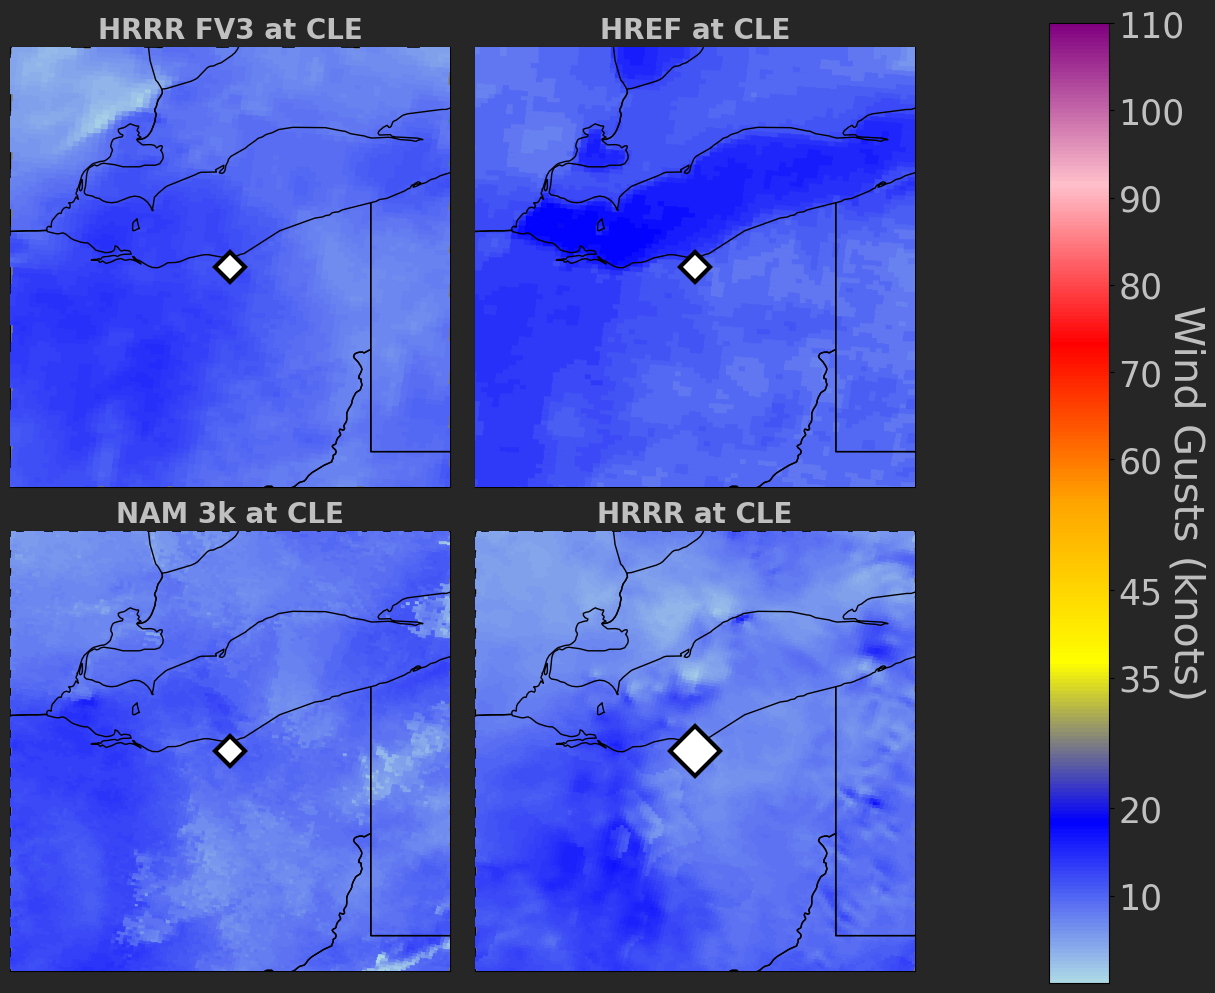 HRRR FV3 at CLE
HREF at CLE
NAM 3k at CLE
HRRR at CLE
110
100
90
80
70
60
45
35
20
10
Wind Gusts (knots)